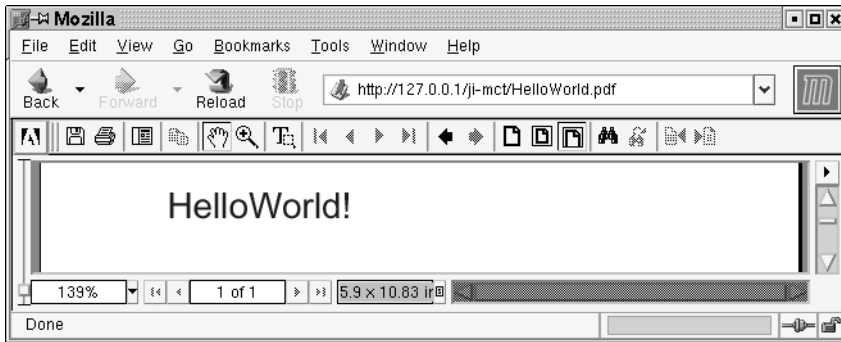 Mozilla
File Edit View Go Bookmarks Tools Window Help
Back Forward Reload Stop http://127.0.0.1/ji-mct/HelloWorld.pdf
HelloWorld!
139% 1 of 1 5.9 × 10.83 in
Done